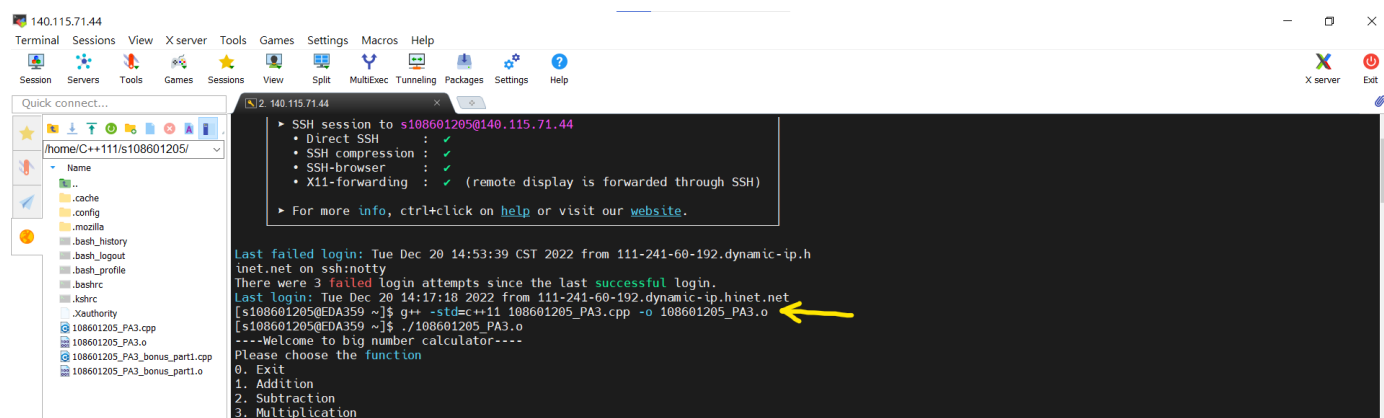 140.115.71.44
Terminal Sessions View X server Tools Games Settings Macros Help
Session Servers Tools Games Sessions View Split MultiExec Tunneling Packages Settings Help X server Exit
Quick connect...
2. 140.115.71.44
/home/C++111/s108601205/
Name
..
.cache
.config
.mozilla
.bash_history
.bash_logout
.bash_profile
.bashrc
.kshrc
.Xauthority
108601205_PA3.cpp
108601205_PA3.o
108601205_PA3_bonus_part1.cpp
108601205_PA3_bonus_part1.o
➤ SSH session to s108601205@140.115.71.44
• Direct SSH : ✔
• SSH compression : ✔
• SSH-browser : ✔
• X11-forwarding : ✔ (remote display is forwarded through SSH)
➤ For more info, ctrl+click on help or visit our website.
Last failed login: Tue Dec 20 14:53:39 CST 2022 from 111-241-60-192.dynamic-ip.h
inet.net on ssh:notty
There were 3 failed login attempts since the last successful login.
Last login: Tue Dec 20 14:17:18 2022 from 111-241-60-192.dynamic-ip.hinet.net
[s108601205@EDA359 ~]$ g++ -std=c++11 108601205_PA3.cpp -o 108601205_PA3.o
[s108601205@EDA359 ~]$ ./108601205_PA3.o
----Welcome to big number calculator----
Please choose the function
0. Exit
1. Addition
2. Subtraction
3. Multiplication